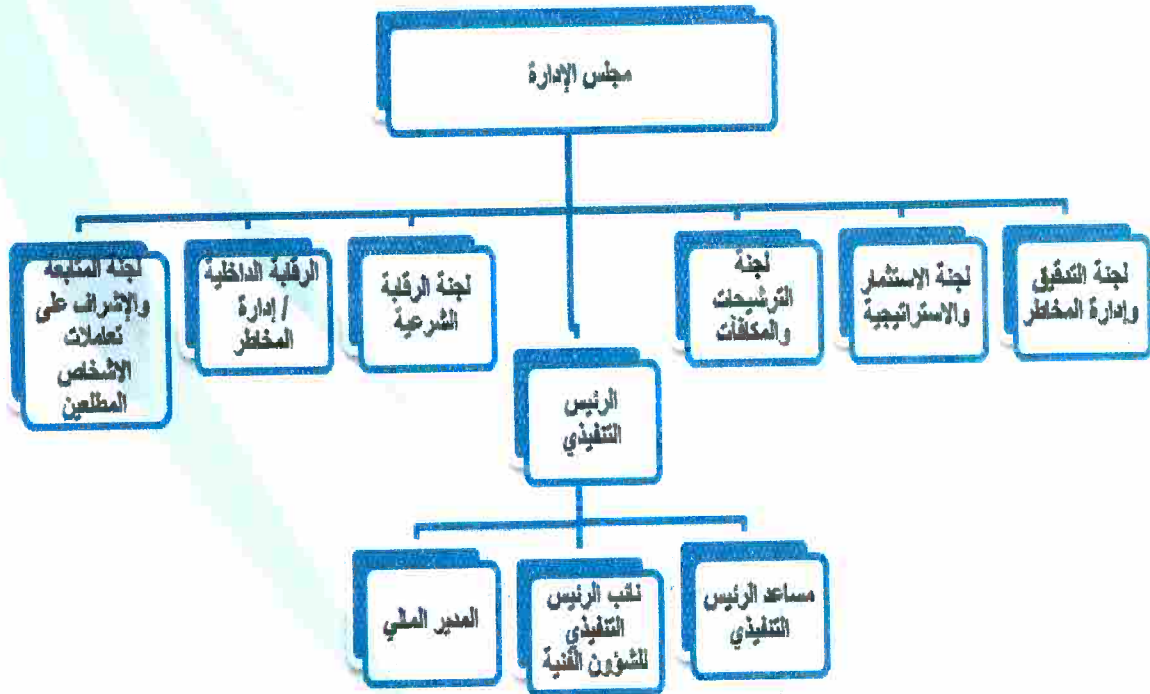 مجلس الإدارة
لجنة التدقيق
وإدارة المخاطر
لجنة الاستثمار
والاستراتيجية
لجنة
الترشيحات
والمكافآت
لجنة الرقابة
الشرعية
الرقابة الداخلية
/ إدارة
المخاطر
لجنة المتابعة
والإشراف على
تعاملات
الاشخاص
المطلعين
الرئيس
التنفيذي
مساعد الرئيس
التنفيذي
نائب الرئيس
التنفيذي
للشؤون الفنية
المدير المالي